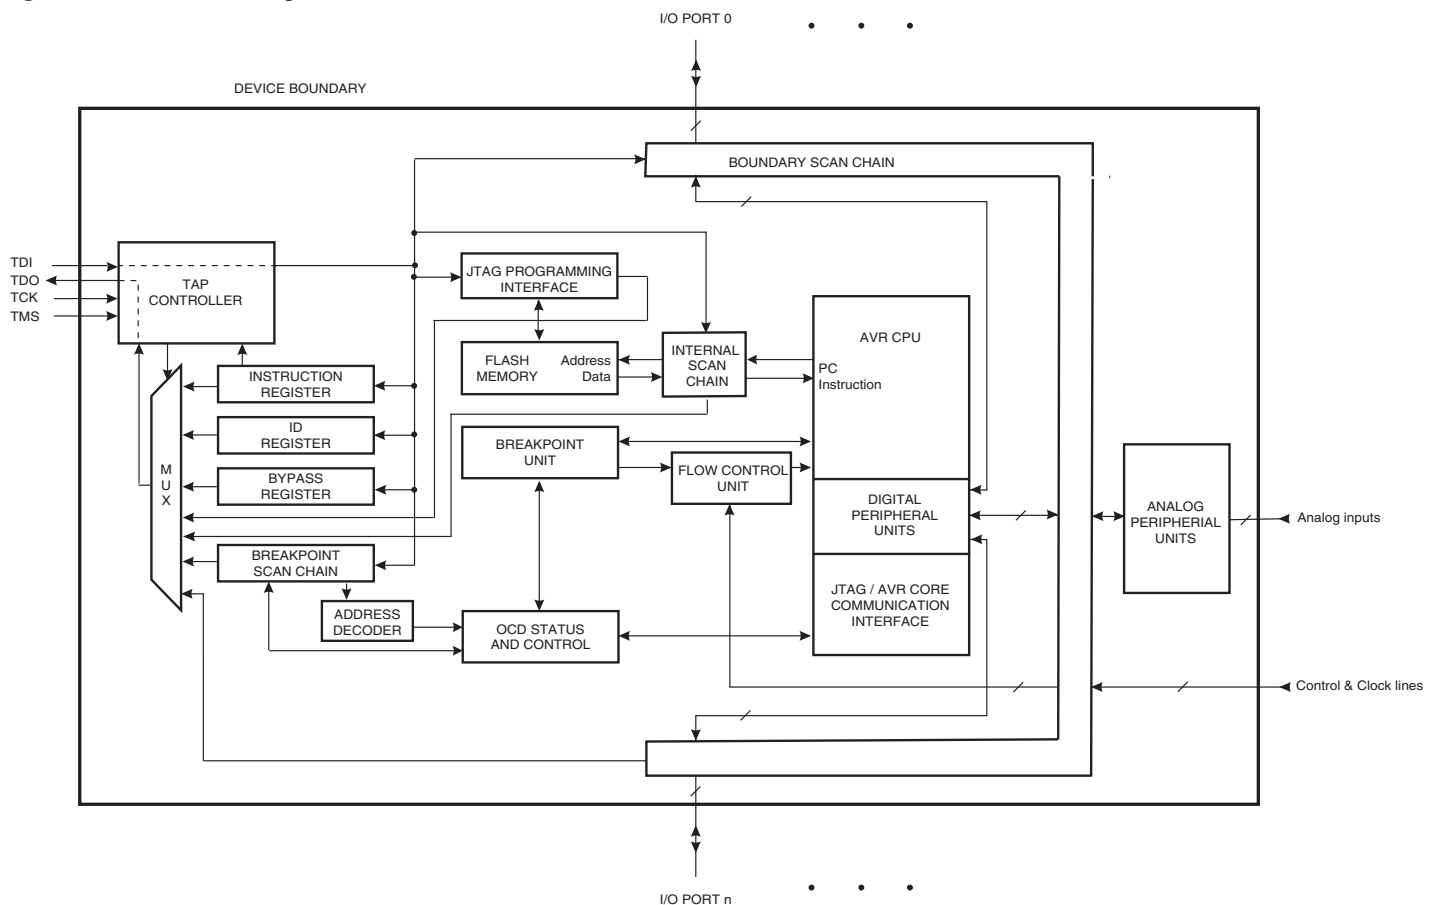 I/O PORT 0
DEVICE BOUNDARY
BOUNDARY SCAN CHAIN
TDI
TDO
TCK
TMS
TAP
CONTROLLER
JTAG PROGRAMMING
INTERFACE
FLASH
MEMORY
Address
Data
INTERNAL
SCAN
CHAIN
AVR CPU
PC
Instruction
INSTRUCTION
REGISTER
ID
REGISTER
BYPASS
REGISTER
M
U
X
BREAKPOINT
UNIT
FLOW CONTROL
UNIT
DIGITAL
PERIPHERAL
UNITS
ANALOG
PERIPHERIAL
UNITS
Analog inputs
BREAKPOINT
SCAN CHAIN
ADDRESS
DECODER
OCD STATUS
AND CONTROL
JTAG / AVR CORE
COMMUNICATION
INTERFACE
Control & Clock lines
I/O PORT n